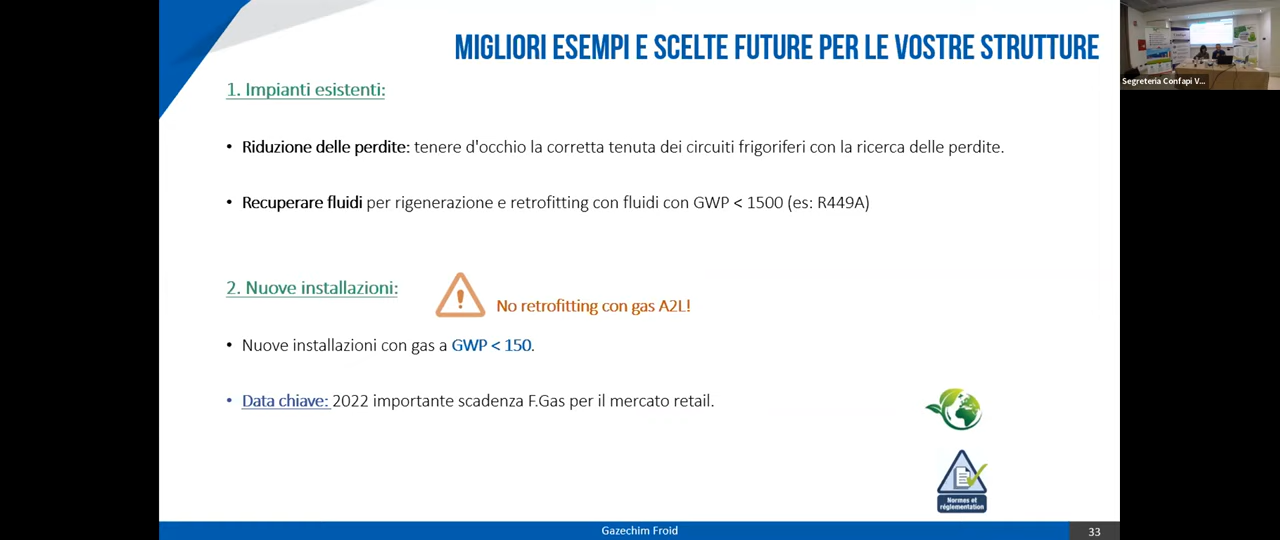 MIGLIORI ESEMPI E SCELTE FUTURE PER LE VOSTRE STRUTTURE
Segreteria Confapi V...
1. Impianti esistenti:
• Riduzione delle perdite: tenere d'occhio la corretta tenuta dei circuiti frigoriferi con la ricerca delle perdite.
• Recuperare fluidi per rigenerazione e retrofitting con fluidi con GWP < 1500 (es: R449A)
2. Nuove installazioni:
No retrofitting con gas A2L!
• Nuove installazioni con gas a GWP < 150.
• Data chiave: 2022 importante scadenza F.Gas per il mercato retail.
Normes et
réglementation
Gazechim Froid
33